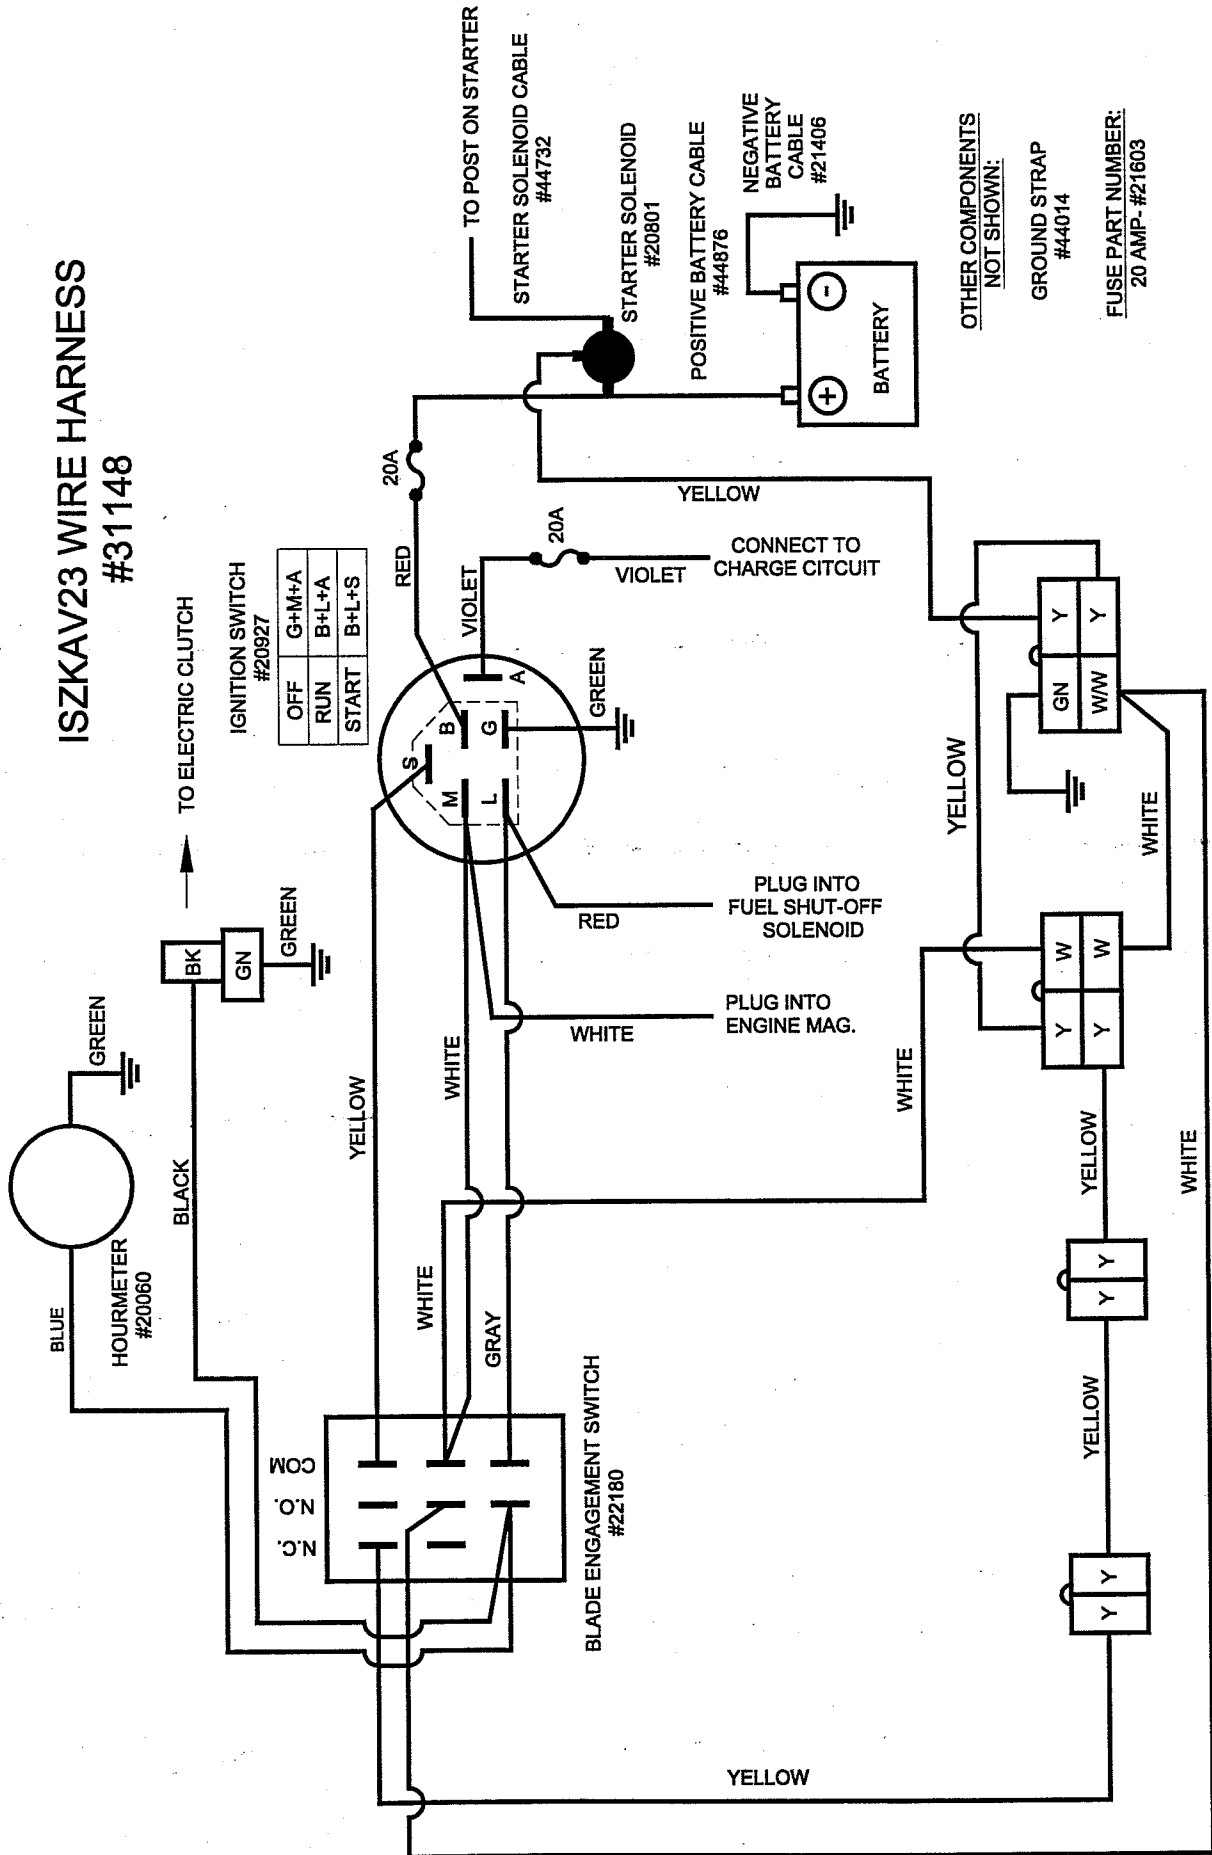 ISZKAV23 WIRE HARNESS
#31148
TO ELECTRIC CLUTCH
IGNITION SWITCH
#20927
OFF G+M+A
RUN B+L+A
START B+L+S
HOURMETER
#20060
BLUE
GREEN
BLACK
BK
GN
GREEN
YELLOW
WHITE
WHITE
GRAY
COM
N.O.
N.C.
BLADE ENGAGEMENT SWITCH
#22180
S
M
B
L
G
A
RED
20A
VIOLET
20A
VIOLET
CONNECT TO
CHARGE CITCUIT
GREEN
RED
PLUG INTO
FUEL SHUT-OFF
SOLENOID
WHITE
PLUG INTO
ENGINE MAG.
TO POST ON STARTER
STARTER SOLENOID CABLE
#44732
STARTER SOLENOID
#20801
POSITIVE BATTERY CABLE
#44876
NEGATIVE
BATTERY
CABLE
#21406
+
-
BATTERY
YELLOW
OTHER COMPONENTS
NOT SHOWN:
GROUND STRAP
#44014
FUSE PART NUMBER:
20 AMP- #21603
WHITE
YELLOW
GN Y
W/W Y
WHITE
Y W
Y W
YELLOW
Y Y
YELLOW
Y Y
YELLOW
WHITE